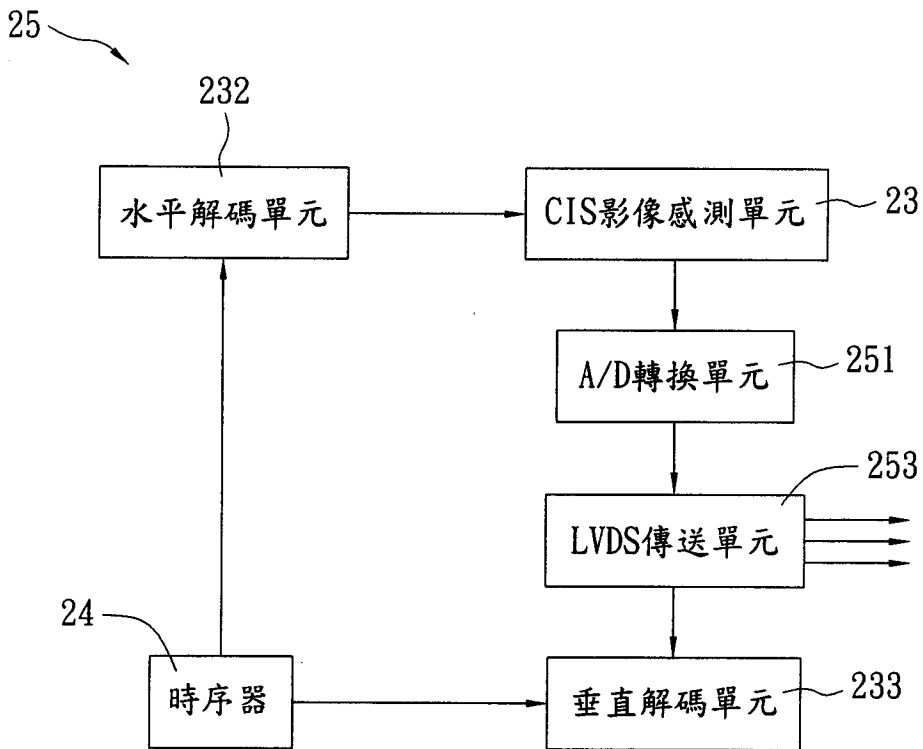 25
232
水平解碼單元
CIS影像感測單元
23
A/D轉換單元
251
253
LVDS傳送單元
24
時序器
垂直解碼單元
233